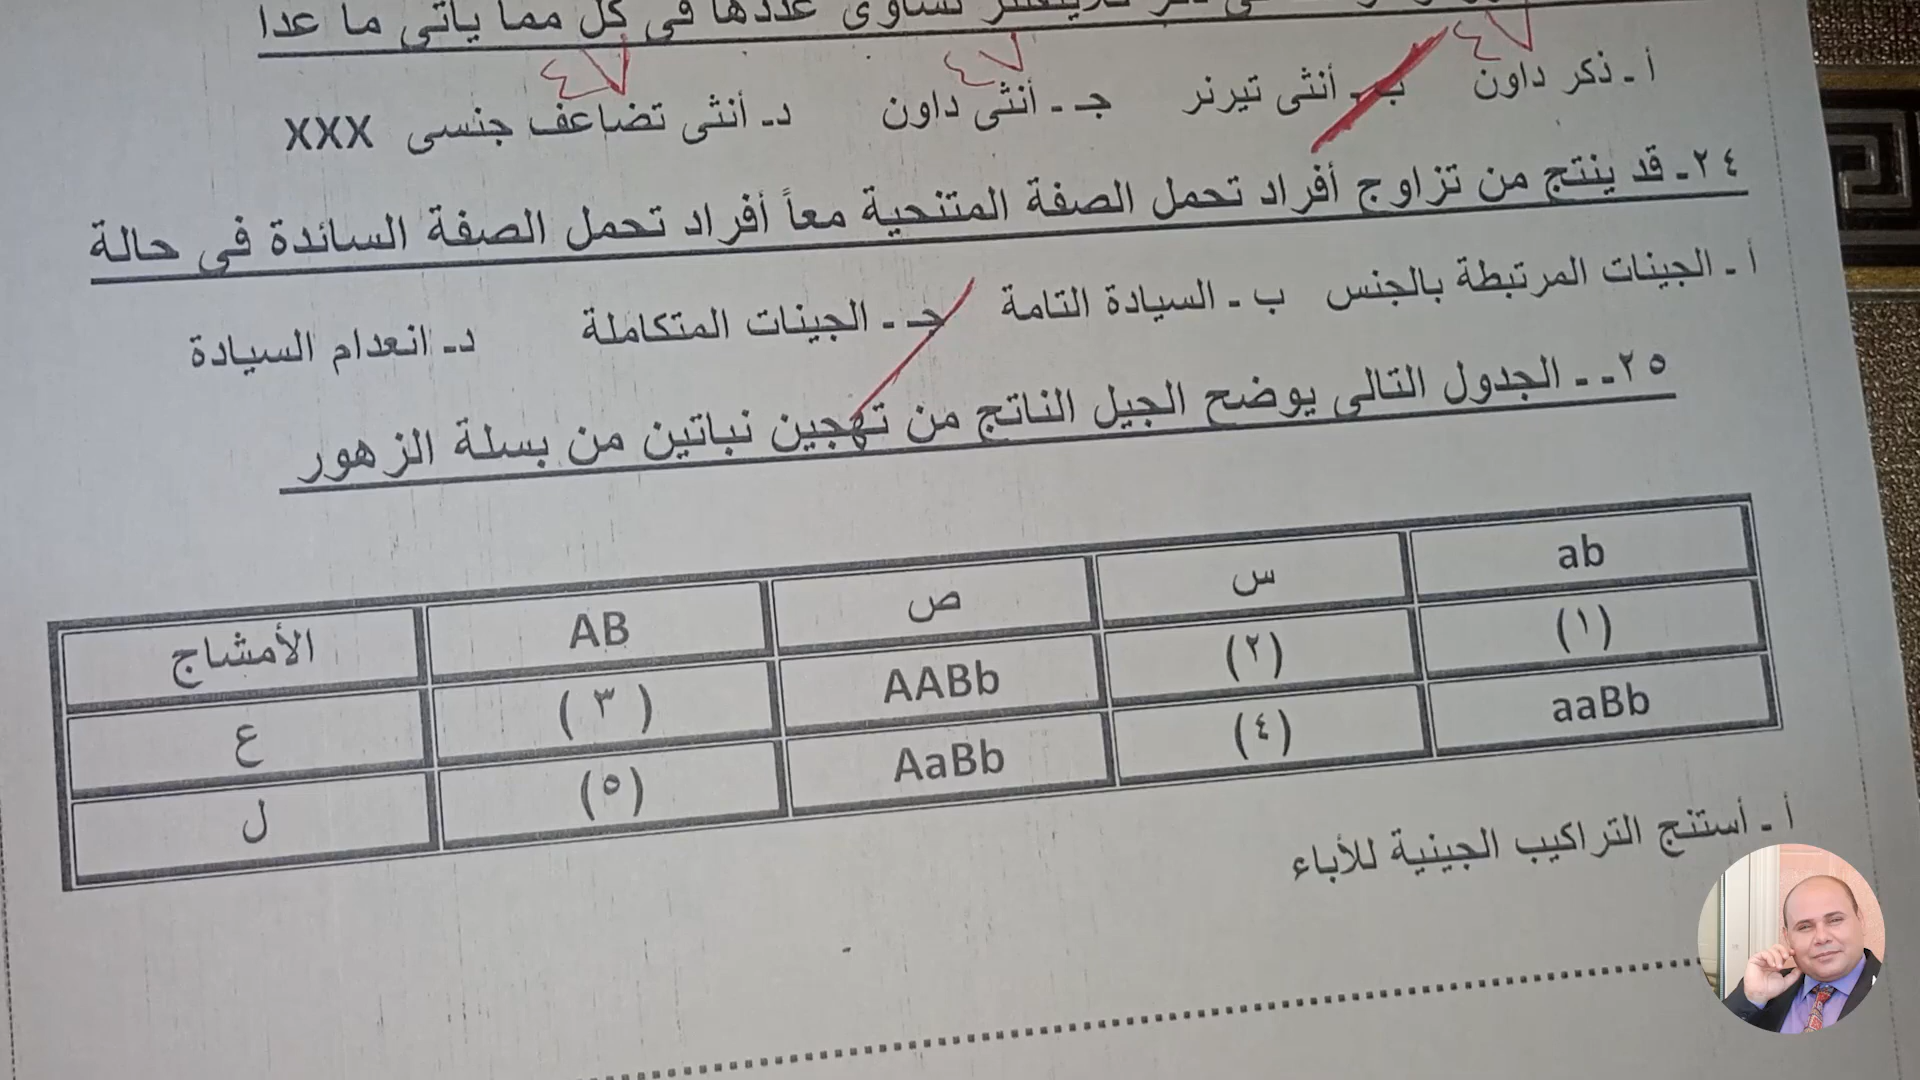 تساوى عددها فى كل مما يأتى ما عدا
٤٧ ٤٧ ٤٧
أ - ذكر داون ب - أنثى تيرنر جـ - أنثى داون د- أنثى تضاعف جنسى XXX
٢٤- قد ينتج من تزاوج أفراد تحمل الصفة المتنحية معاً أفراد تحمل الصفة السائدة فى حالة
أ - الجينات المرتبطة بالجنس ب - السيادة التامة جـ - الجينات المتكاملة د- انعدام السيادة
٢٥- - الجدول التالى يوضح الجيل الناتج من تهجين نباتين من بسلة الزهور
الأمشاج AB ص س ab
ع (٣) AABb (٢) (١)
ل (٥) AaBb (٤) aaBb
أ - أستنج التراكيب الجينية للأباء